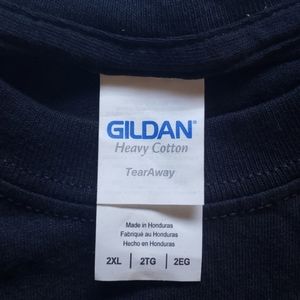 GILDAN®
Heavy Cotton
TearAway
Made in Honduras
Fabriqué au Honduras
Hecho en Honduras
2XL | 2TG | 2EG